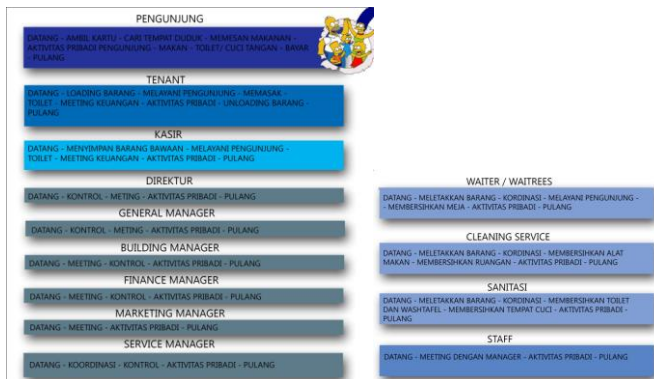 PENGUNJUNG
DATANG - AMBIL KARTU - CARI TEMPAT DUDUK - MEMESAN MAKANAN -
AKTIVITAS PRIBADI PENGUNJUNG - MAKAN - TOILET/ CUCI TANGAN - BAYAR
- PULANG
TENANT
DATANG - LOADING BARANG - MELAYANI PENGUNJUNG - MEMASAK -
TOILET - MEETING KEUANGAN - AKTIVITAS PRIBADI - UNLOADING BARANG -
PULANG
KASIR
DATANG - MENYIMPAN BARANG BAWAAN - MELAYANI PENGUNJUNG -
TOILET - MEETING KEUANGAN - AKTIVITAS PRIBADI - PULANG
DIREKTUR
DATANG - KONTROL - METING - AKTIVITAS PRIBADI - PULANG
GENERAL MANAGER
DATANG - KONTROL - METING - AKTIVITAS PRIBADI - PULANG
BUILDING MANAGER
DATANG - MEETING - KONTROL - AKTIVITAS PRIBADI - PULANG
FINANCE MANAGER
DATANG - MEETING - KONTROL - AKTIVITAS PRIBADI - PULANG
MARKETING MANAGER
DATANG - MEETING - AKTIVITAS PRIBADI - PULANG
SERVICE MANAGER
DATANG - KOORDINASI - KONTROL - AKTIVITAS PRIBADI - PULANG
WAITER / WAITREES
DATANG - MELETAKKAN BARANG - KORDINASI - MELAYANI PENGUNJUNG -
- MEMBERSIHKAN MEJA - AKTIVITAS PRIBADI - PULANG
CLEANING SERVICE
DATANG - MELETAKKAN BARANG - KORDINASI - MEMBERSIHKAN ALAT
MAKAN - MEMBERSIHKAN RUANGAN - AKTIVITAS PRIBADI - PULANG
SANITASI
DATANG - MELETAKKAN BARANG - KORDINASI - MEMBERSIHKAN TOILET
DAN WASHTAFEL - MEMBERSIHKAN TEMPAT CUCI - AKTIVITAS PRIBADI -
PULANG
STAFF
DATANG - MEETING DENGAN MANAGER - AKTIVITAS PRIBADI - PULANG